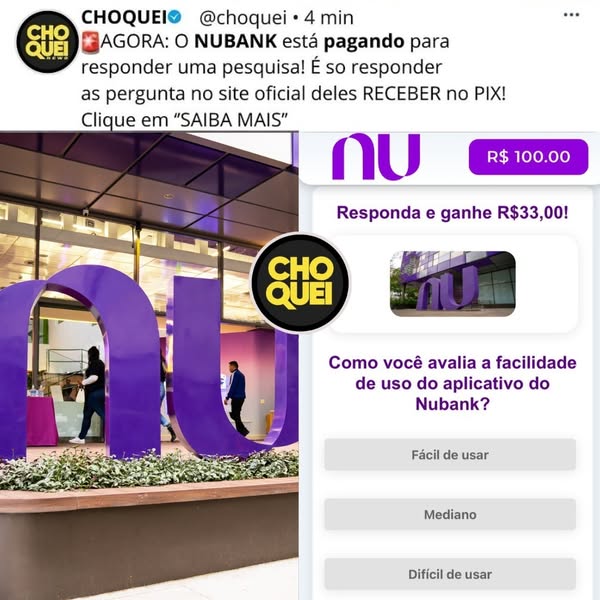 CHO
QUEI
NEWS
CHOQUEI @choquei • 4 min
🚨AGORA: O NUBANK está pagando para
responder uma pesquisa! É so responder
as pergunta no site oficial deles RECEBER no PIX!
Clique em “SAIBA MAIS”
nu
nu
R$ 100.00
Responda e ganhe R$33,00!
CHO
QUEI
nu
Como você avalia a facilidade
de uso do aplicativo do
Nubank?
Fácil de usar
Mediano
Difícil de usar